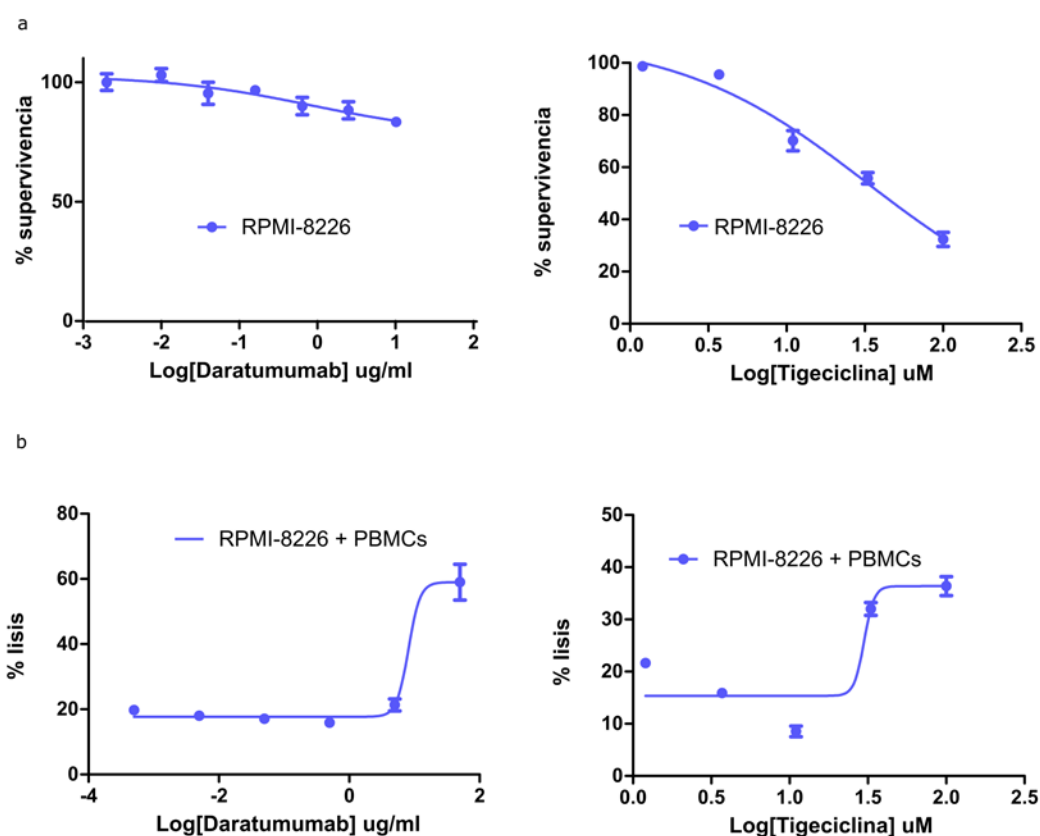 a
% supervivencia
100
50
0
RPMI-8226
-3 -2 -1 0 1 2
Log[Daratumumab] ug/ml
% supervivencia
100
80
60
40
20
0
RPMI-8226
0.0 0.5 1.0 1.5 2.0 2.5
Log[Tigeciclina] uM
b
% lisis
80
60
40
20
0
RPMI-8226 + PBMCs
-4 -2 0 2
Log[Daratumumab] ug/ml
% lisis
50
40
30
20
10
0
RPMI-8226 + PBMCs
0.0 0.5 1.0 1.5 2.0 2.5
Log[Tigeciclina] uM